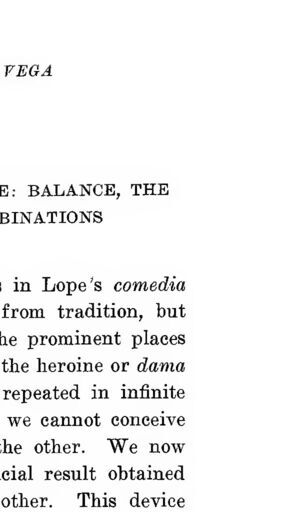 VEGA
E: BALANCE, THE
BINATIONS
s in Lope's comedia
from tradition, but
he prominent places
the heroine or dama
repeated in infinite
we cannot conceive
the other. We now
cial result obtained
other. This device